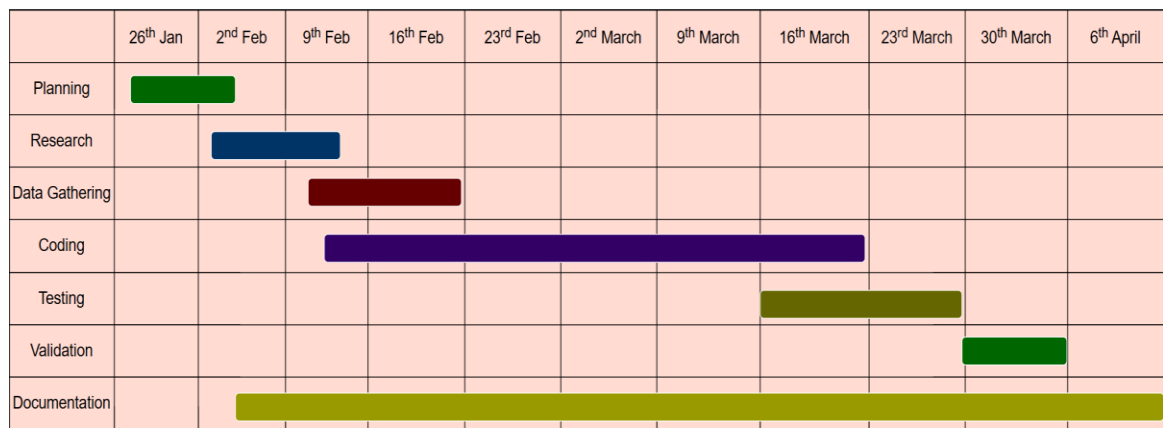 26th Jan 2nd Feb 9th Feb 16th Feb 23rd Feb 2nd March 9th March 16th March 23rd March 30th March 6th April
Planning
Research
Data Gathering
Coding
Testing
Validation
Documentation